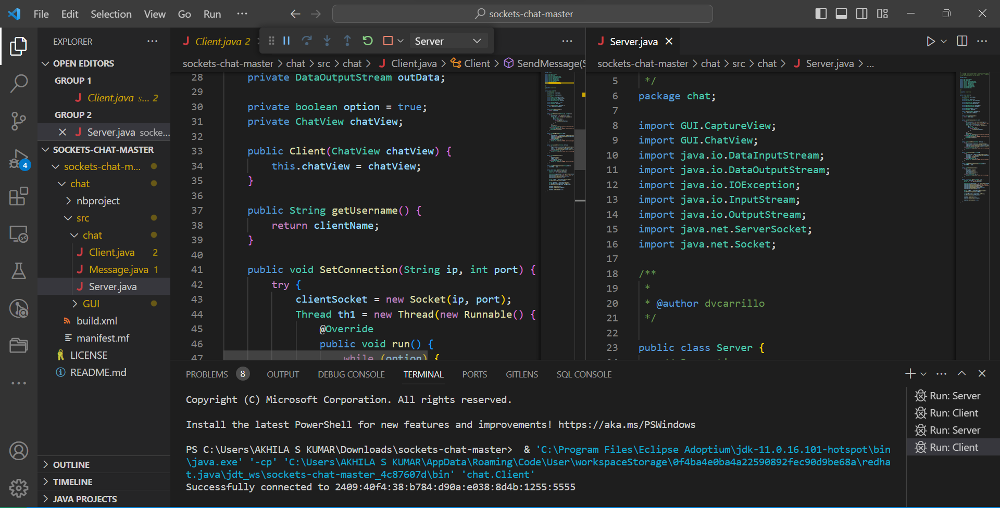 File Edit Selection View Go Run ···
sockets-chat-master
EXPLORER
OPEN EDITORS
GROUP 1
J Client.java s... 2
GROUP 2
J Server.java socke...
SOCKETS-CHAT-MASTER
sockets-chat-m...
chat
nbproject
src
chat
J Client.java 2
J Message.java 1
J Server.java
GUI
build.xml
manifest.mf
LICENSE
README.md
OUTLINE
TIMELINE
JAVA PROJECTS
4
J Client.java 2
Server
sockets-chat-master > chat > src > chat > J Client.java > Client > SendMessage(S
28 private DataOutputStream outData;
29
30 private boolean option = true;
31 private ChatView chatView;
32
33 public Client(ChatView chatView) {
34 this.chatView = chatView;
35 }
36
37 public String getUsername() {
38 return clientName;
39 }
40
41 public void SetConnection(String ip, int port) {
42 try {
43 clientSocket = new Socket(ip, port);
44 Thread th1 = new Thread(new Runnable() {
45 @Override
46 public void run() {
47 while (option) {
J Server.java
sockets-chat-master > chat > src > chat > J Server.java > ...
5 */
6 package chat;
7
8 import GUI.CaptureView;
9 import GUI.ChatView;
10 import java.io.DataInputStream;
11 import java.io.DataOutputStream;
12 import java.io.IOException;
13 import java.io.InputStream;
14 import java.io.OutputStream;
15 import java.net.ServerSocket;
16 import java.net.Socket;
17
18 /**
19 *
20 * @author dvcarrillo
21 */
22
23 public class Server {
PROBLEMS 8 OUTPUT DEBUG CONSOLE TERMINAL PORTS GITLENS SQL CONSOLE
Copyright (C) Microsoft Corporation. All rights reserved.
Install the latest PowerShell for new features and improvements! https://aka.ms/PSWindows
PS C:\Users\AKHILA S KUMAR\Downloads\sockets-chat-master> & 'C:\Program Files\Eclipse Adoptium\jdk-11.0.16.101-hotspot\bin
\java.exe' '-cp' 'C:\Users\AKHILA S KUMAR\AppData\Roaming\Code\User\workspaceStorage\0f4ba4e0ba4a22590892fec90d9be68a\redha
t.java\jdt_ws\sockets-chat-master_4c87607d\bin' 'chat.Client'
Successfully connected to 2409:40f4:38:b784:d90a:e038:8d4b:1255:5555
Run: Server
Run: Client
Run: Server
Run: Client